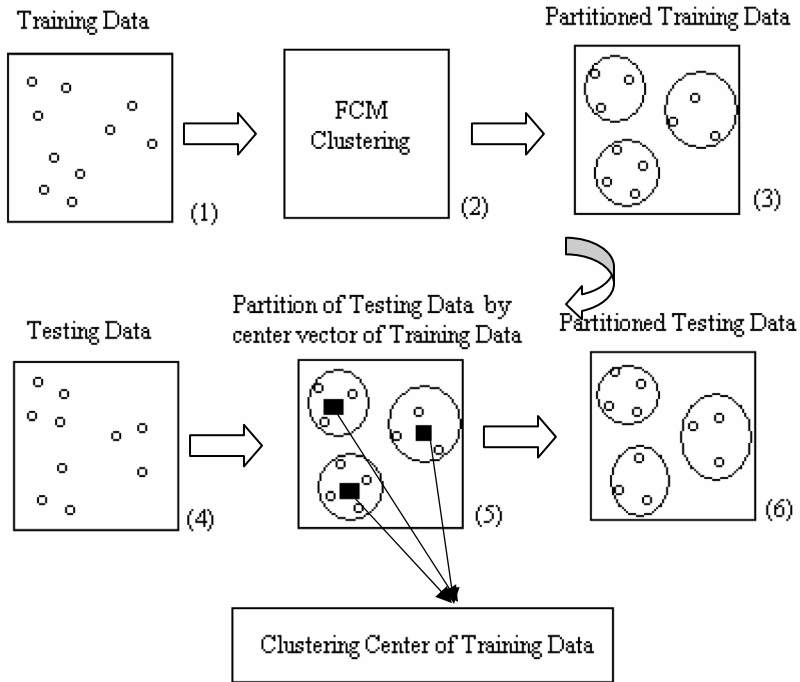 Training Data
Partitioned Training Data
FCM
Clustering
(1)
(2)
(3)
Testing Data
Partition of Testing Data by
center vector of Training Data
Partitioned Testing Data
(4)
(5)
(6)
Clustering Center of Training Data